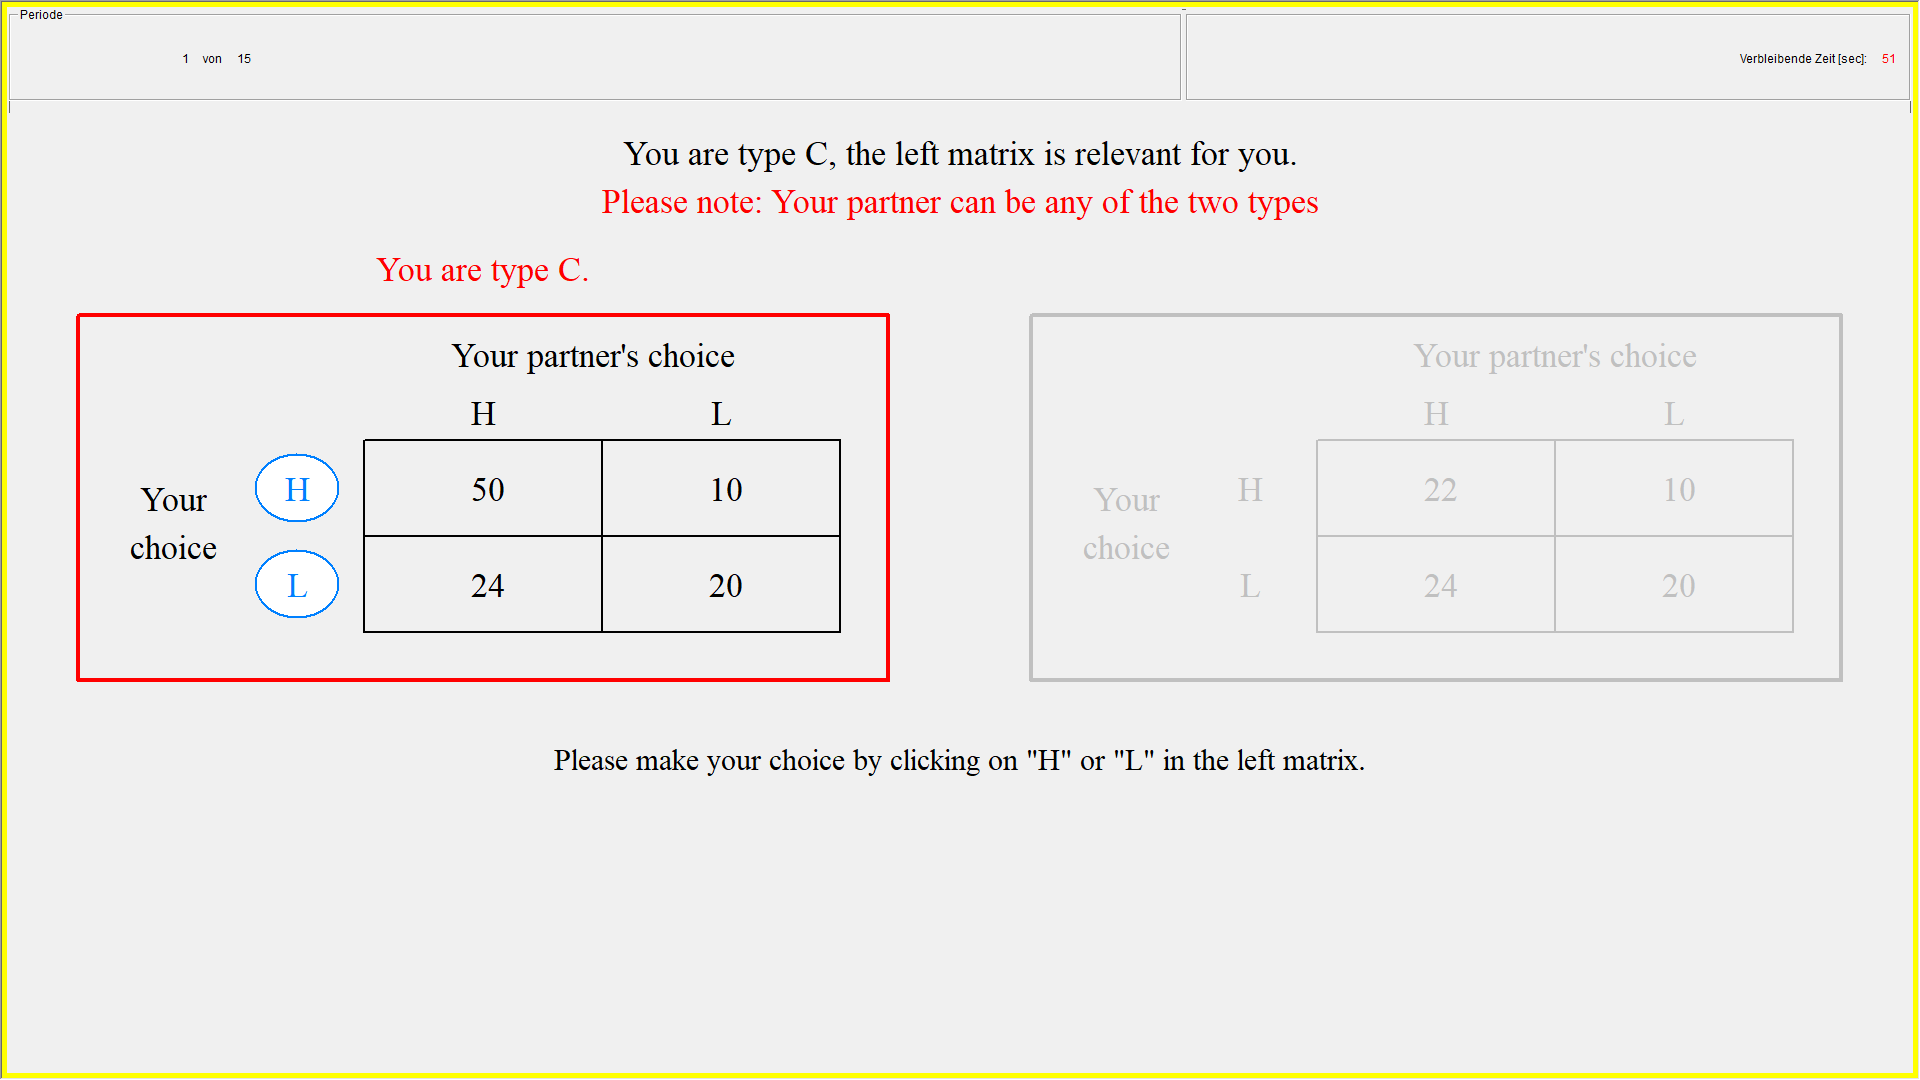 Periode
1 von 15
Verbleibende Zeit [sec]: 51
You are type C, the left matrix is relevant for you.
Please note: Your partner can be any of the two types
You are type C.
Your partner's choice
H L
Your choice
H 50 10
L 24 20
Your partner's choice
H L
Your choice
H 22 10
L 24 20
Please make your choice by clicking on "H" or "L" in the left matrix.